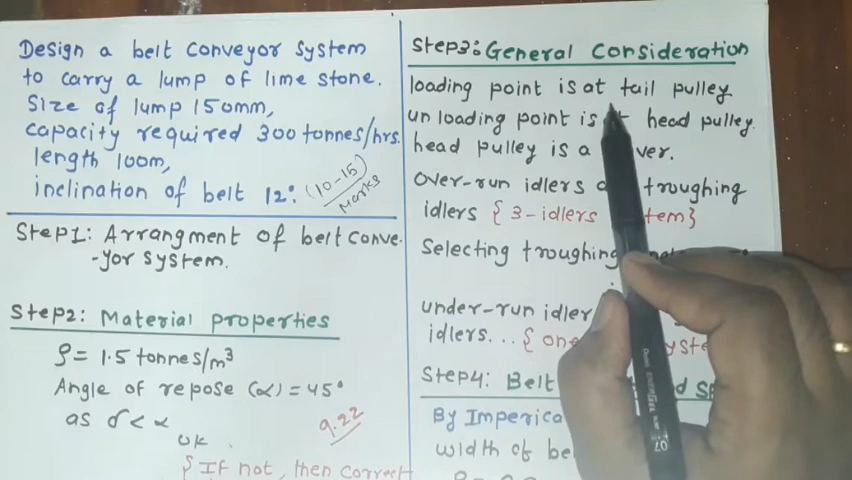 Design a belt conveyor system
to carry a lump of lime stone.
Size of lump 150mm,
capacity required 300 tonnes/hrs.
length 100m,
inclination of belt 12°. (10-15)
Marks
Step1: Arrangment of belt conve-
-yor system.
Step2: Material properties
ρ = 1.5 tonnes/m³
Angle of repose (α) = 45°
as σ < α
OK.
9.22
{If not, then correct
Step3: General Consideration
loading point is at tail pulley
un loading point is head pulley.
head pulley is a
over-run idlers troughing
idlers {3-idlers
Selecting troughing
under-run idler
idlers... {one
Step4: Belt
By Imperica
width of be